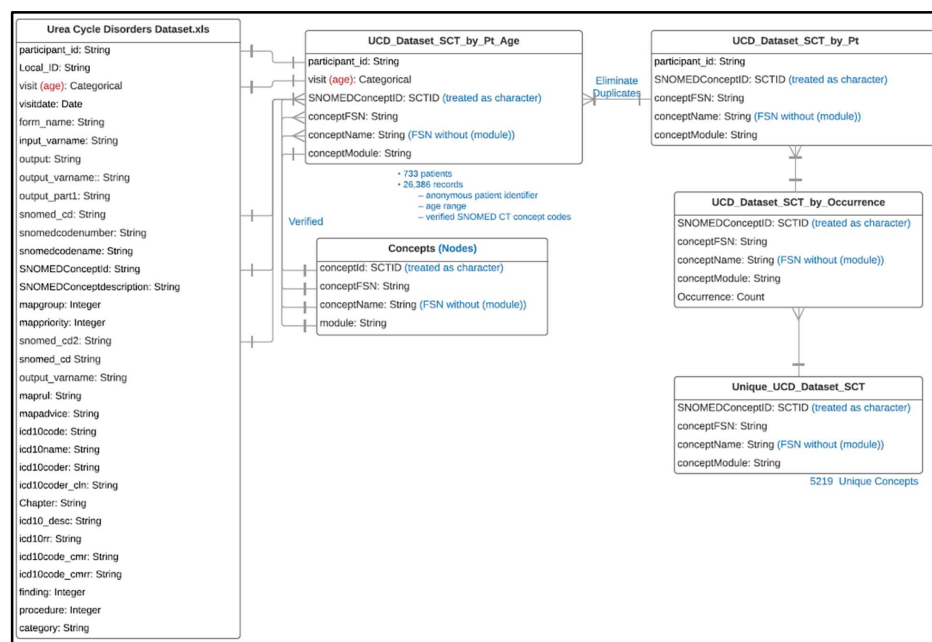 Urea Cycle Disorders Dataset.xls
participant_id: String
Local_ID: String
visit (age): Categorical
visitdate: Date
form_name: String
input_varname: String
output: String
output_varname:: String
output_part1: String
snomed_cd: String
snomedcodenumber: String
snomedcodename: String
SNOMEDConceptId: String
SNOMEDConceptdescription: String
mapgroup: Integer
mappriority: Integer
snomed_cd2: String
snomed_cd String
output_varname: String
maprul: String
mapadvice: String
icd10code: String
icd10name: String
icd10coder: String
icd10coder_cln: String
Chapter: String
icd10_desc: String
icd10rr: String
icd10code_cmr: String
icd10code_cmrr: String
finding: Integer
procedure: Integer
category: String
Verified
UCD_Dataset_SCT_by_Pt_Age
participant_id: String
visit (age): Categorical
SNOMEDConceptID: SCTID (treated as character)
conceptFSN: String
conceptName: String (FSN without (module))
conceptModule: String
• 733 patients
• 26,386 records
– anonymous patient identifier
– age range
– verified SNOMED CT concept codes
Concepts (Nodes)
conceptId: SCTID (treated as character)
conceptFSN: String
conceptName: String (FSN without (module))
module: String
Eliminate
Duplicates
UCD_Dataset_SCT_by_Pt
participant_id: String
SNOMEDConceptID: SCTID (treated as character)
conceptFSN: String
conceptName: String (FSN without (module))
conceptModule: String
UCD_Dataset_SCT_by_Occurrence
SNOMEDConceptID: SCTID (treated as character)
conceptFSN: String
conceptName: String (FSN without (module))
conceptModule: String
Occurrence: Count
Unique_UCD_Dataset_SCT
SNOMEDConceptID: SCTID (treated as character)
conceptFSN: String
conceptName: String (FSN without (module))
conceptModule: String
5219 Unique Concepts